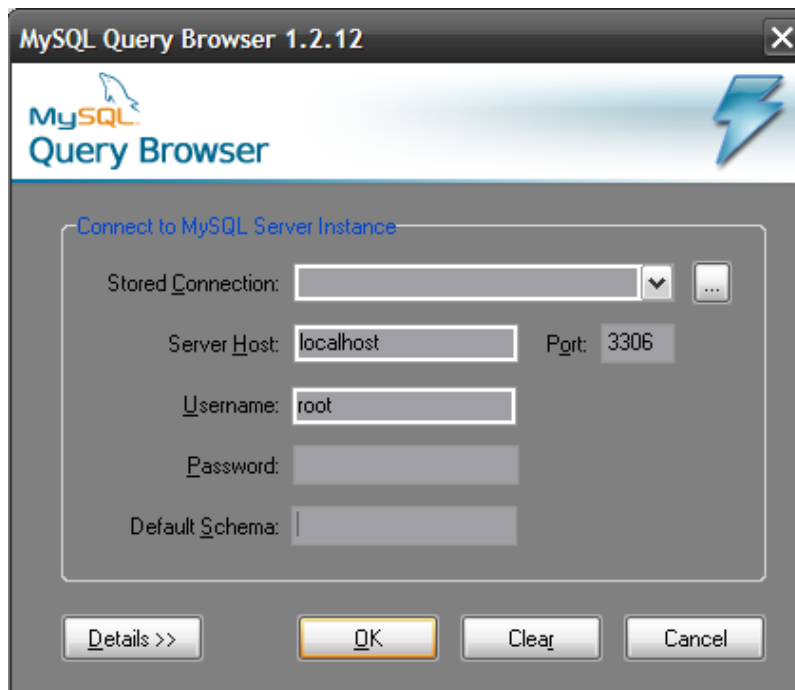 MySQL Query Browser 1.2.12
MySQL
Query Browser
Connect to MySQL Server Instance
Stored Connection:
...
Server Host: localhost Port: 3306
Username: root
Password:
Default Schema:
Details >> OK Clear Cancel